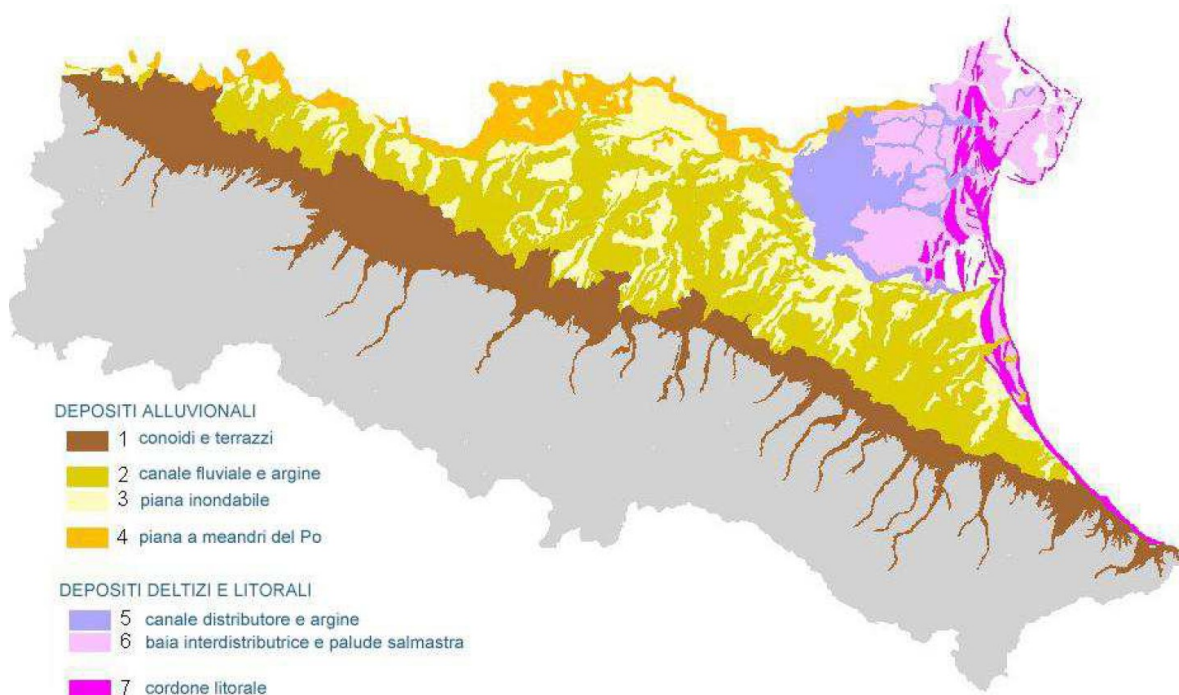 DEPOSITI ALLUVIONALI
1 conoidi e terrazzi
2 canale fluviale e argine
3 piana inondabile
4 piana a meandri del Po
DEPOSITI DELTIZI E LITORALI
5 canale distributore e argine
6 baia interdistributrice e palude salmastra
7 cordone litorale